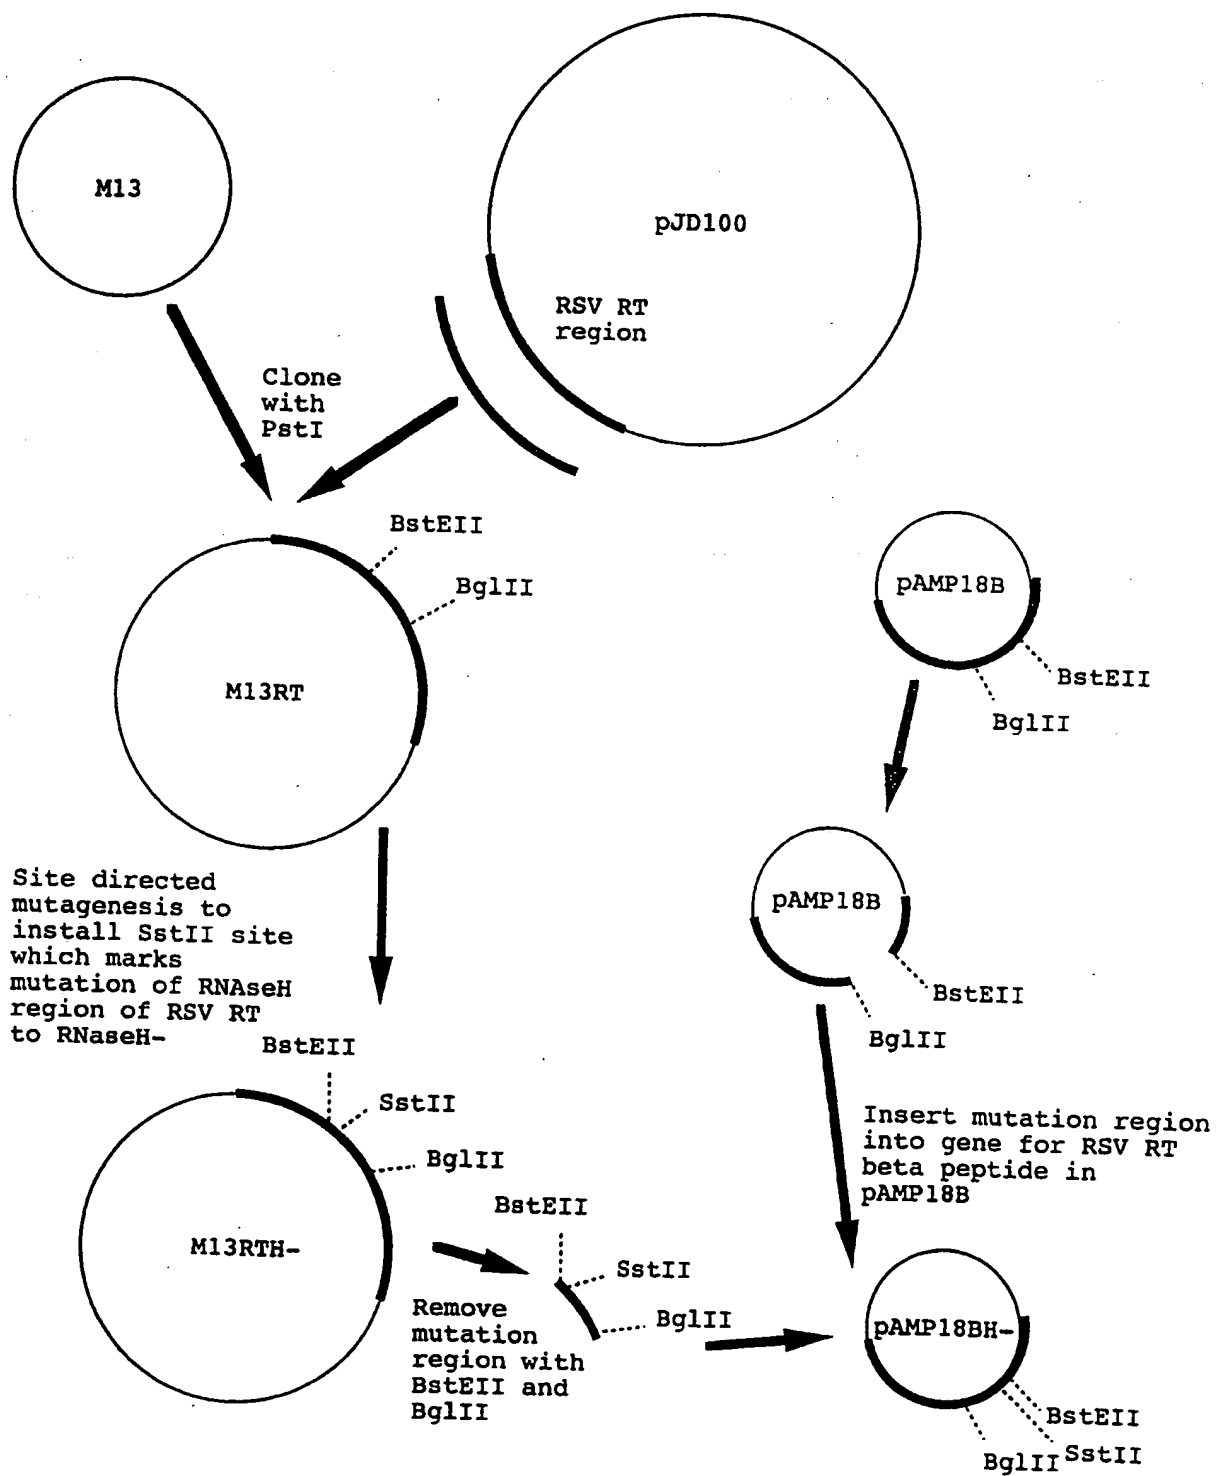 M13
pJD100
RSV RT
region
Clone
with
PstI
BstEII
BglII
M13RT
pAMP18B
BstEII
BglII
Site directed
mutagenesis to
install SstII site
which marks
mutation of RNAseH
region of RSV RT
to RNaseH-
pAMP18B
BstEII
BglII
BstEII
SstII
BglII
M13RTH-
Insert mutation region
into gene for RSV RT
beta peptide in
pAMP18B
BstEII
SstII
BglII
Remove
mutation
region with
BstEII and
BglII
pAMP18BH-
BstEII
SstII
BglII